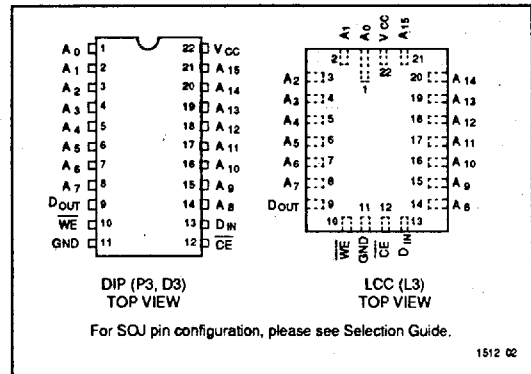 A0 1 22 VCC
A1 2 21 A15
A2 3 20 A14
A3 4 19 A13
A4 5 18 A12
A5 6 17 A11
A6 7 16 A10
A7 8 15 A9
DOUT 9 14 A8
WE 10 13 DIN
GND 11 12 CE
DIP (P3, D3)
TOP VIEW
A1 A0 VCC A15
2 1 22 21
A2 3 20 A14
A3 4 19 A13
A4 5 18 A12
A5 6 17 A11
A6 7 16 A10
A7 8 15 A9
DOUT 9 14 A8
10 11 12 13
WE GND CE DIN
LCC (L3)
TOP VIEW
For SOJ pin configuration, please see Selection Guide.
1512 02